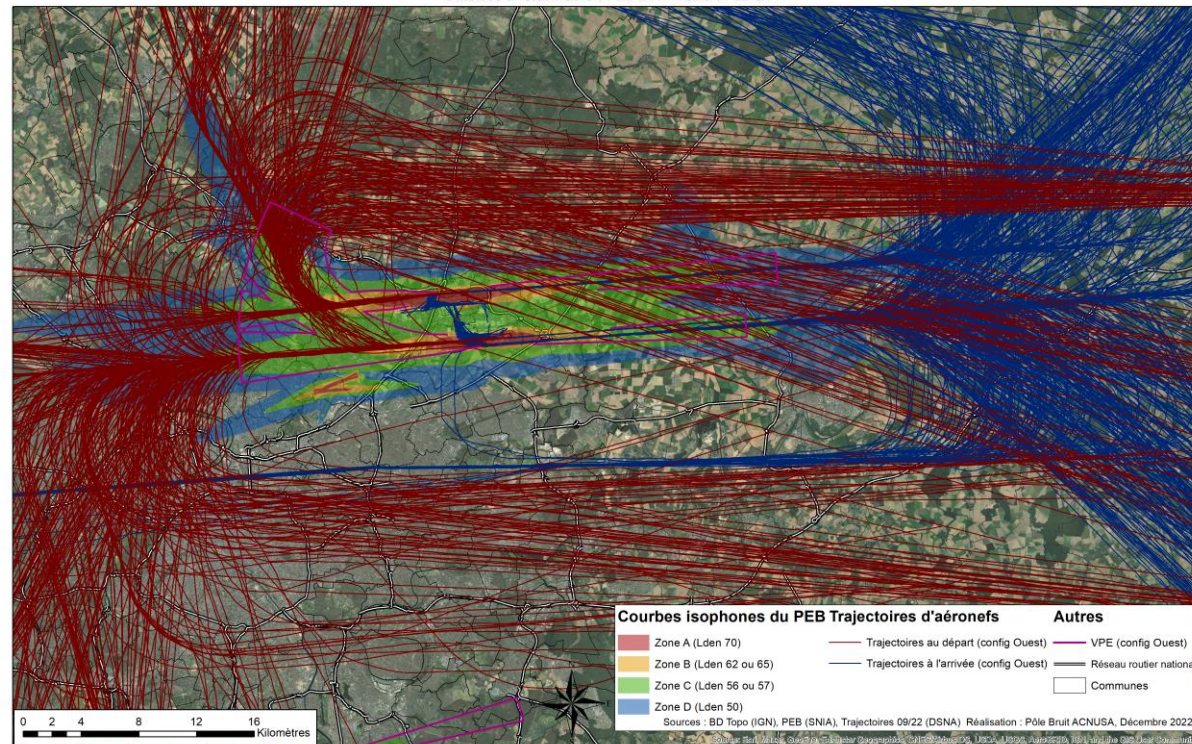 Courbes isophones du PEB Trajectoires d'aéronefs Autres
Zone A (Lden 70)
Trajectoires au départ (config Ouest)
VPE (config Ouest)
Zone B (Lden 62 ou 65)
Trajectoires à l'arrivée (config Ouest)
Réseau routier nationa
Zone C (Lden 56 ou 57)
Communes
Zone D (Lden 50)
0 2 4 8 12 16
Kilomètres
Sources : BD Topo (IGN), PEB (SNIA), Trajectoires 09/22 (DSNA) Réalisation : Pôle Bruit ACNUSA, Décembre 2022